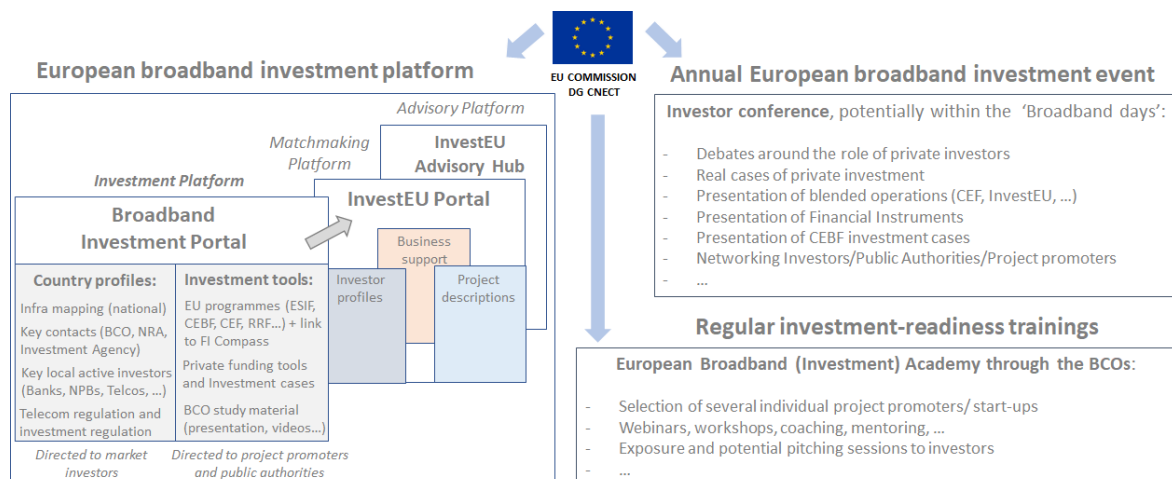 EU COMMISSION
DG CNECT
European broadband investment platform
Advisory Platform
InvestEU
Advisory Hub
Matchmaking
Platform
InvestEU Portal
Business
support
Investor
profiles
Project
descriptions
Investment Platform
Broadband
Investment Portal
Country profiles:
Infra mapping (national)
Key contacts (BCO, NRA,
Investment Agency)
Key local active investors
(Banks, NPBs, Telcos, ...)
Telecom regulation and
investment regulation
Directed to market
investors
Investment tools:
EU programmes (ESIF,
CEBF, CEF, RRF...) + link
to FI Compass
Private funding tools
and Investment cases
BCO study material
(presentation, videos...)
Directed to project promoters
and public authorities
Annual European broadband investment event
Investor conference, potentially within the ‘Broadband days’:
- Debates around the role of private investors
- Real cases of private investment
- Presentation of blended operations (CEF, InvestEU, ...)
- Presentation of Financial Instruments
- Presentation of CEBF investment cases
- Networking Investors/Public Authorities/Project promoters
- ...
Regular investment-readiness trainings
European Broadband (Investment) Academy through the BCOs:
- Selection of several individual project promoters/ start-ups
- Webinars, workshops, coaching, mentoring, ...
- Exposure and potential pitching sessions to investors
- ...